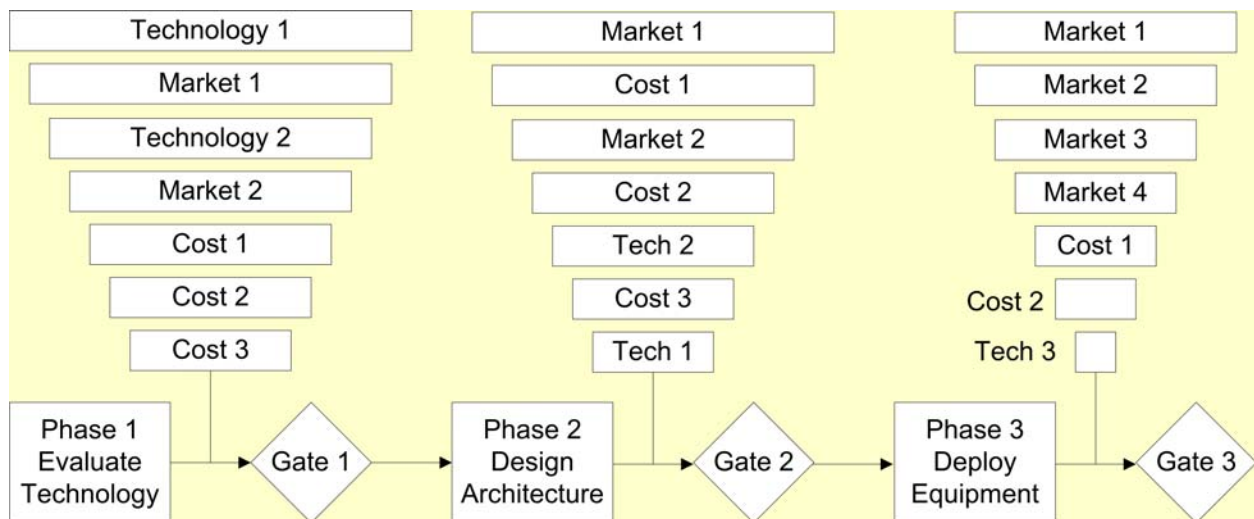 Technology 1
Market 1
Technology 2
Market 2
Cost 1
Cost 2
Cost 3
Phase 1
Evaluate
Technology
Gate 1
Market 1
Cost 1
Market 2
Cost 2
Tech 2
Cost 3
Tech 1
Phase 2
Design
Architecture
Gate 2
Market 1
Market 2
Market 3
Market 4
Cost 1
Cost 2
Tech 3
Phase 3
Deploy
Equipment
Gate 3